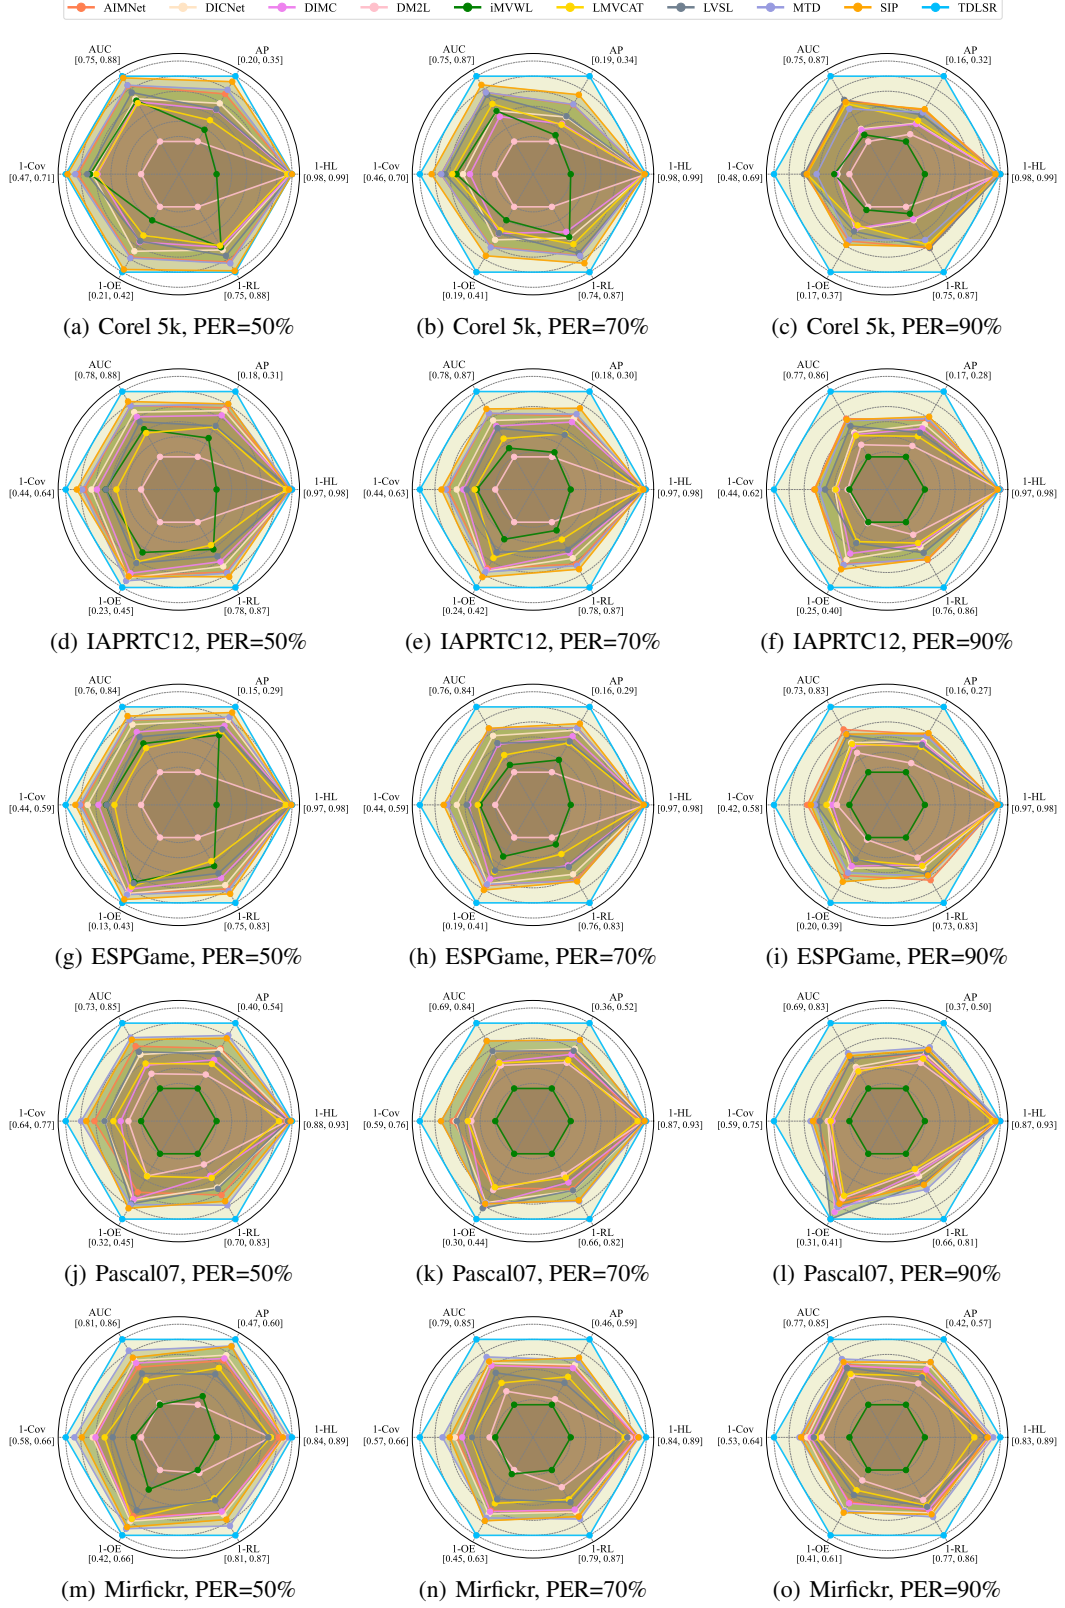 AIMNet DICNet DIMC DM2L iMVWL LMVCAT LVSL MTD SIP TDLSR
AUC
[0.75, 0.88]
AP
[0.20, 0.35]
1-Cov
[0.47, 0.71]
1-HL
[0.98, 0.99]
1-OE
[0.21, 0.42]
1-RL
[0.75, 0.88]
(a) Corel 5k, PER=50%
AUC
[0.75, 0.87]
AP
[0.19, 0.34]
1-Cov
[0.46, 0.70]
1-HL
[0.98, 0.99]
1-OE
[0.19, 0.41]
1-RL
[0.74, 0.87]
(b) Corel 5k, PER=70%
AUC
[0.75, 0.87]
AP
[0.16, 0.32]
1-Cov
[0.48, 0.69]
1-HL
[0.98, 0.99]
1-OE
[0.17, 0.37]
1-RL
[0.75, 0.87]
(c) Corel 5k, PER=90%
AUC
[0.78, 0.88]
AP
[0.18, 0.31]
1-Cov
[0.44, 0.64]
1-HL
[0.97, 0.98]
1-OE
[0.23, 0.45]
1-RL
[0.78, 0.87]
(d) IAPRTC12, PER=50%
AUC
[0.78, 0.87]
AP
[0.18, 0.30]
1-Cov
[0.44, 0.63]
1-HL
[0.97, 0.98]
1-OE
[0.24, 0.42]
1-RL
[0.78, 0.87]
(e) IAPRTC12, PER=70%
AUC
[0.77, 0.86]
AP
[0.17, 0.28]
1-Cov
[0.44, 0.62]
1-HL
[0.97, 0.98]
1-OE
[0.25, 0.40]
1-RL
[0.76, 0.86]
(f) IAPRTC12, PER=90%
AUC
[0.76, 0.84]
AP
[0.15, 0.29]
1-Cov
[0.44, 0.59]
1-HL
[0.97, 0.98]
1-OE
[0.13, 0.43]
1-RL
[0.75, 0.83]
(g) ESPGame, PER=50%
AUC
[0.76, 0.84]
AP
[0.16, 0.29]
1-Cov
[0.44, 0.59]
1-HL
[0.97, 0.98]
1-OE
[0.19, 0.41]
1-RL
[0.76, 0.83]
(h) ESPGame, PER=70%
AUC
[0.73, 0.83]
AP
[0.16, 0.27]
1-Cov
[0.42, 0.58]
1-HL
[0.97, 0.98]
1-OE
[0.20, 0.39]
1-RL
[0.73, 0.83]
(i) ESPGame, PER=90%
AUC
[0.73, 0.85]
AP
[0.40, 0.54]
1-Cov
[0.64, 0.77]
1-HL
[0.88, 0.93]
1-OE
[0.32, 0.45]
1-RL
[0.70, 0.83]
(j) Pascal07, PER=50%
AUC
[0.69, 0.84]
AP
[0.36, 0.52]
1-Cov
[0.59, 0.76]
1-HL
[0.87, 0.93]
1-OE
[0.30, 0.44]
1-RL
[0.66, 0.82]
(k) Pascal07, PER=70%
AUC
[0.69, 0.83]
AP
[0.37, 0.50]
1-Cov
[0.59, 0.75]
1-HL
[0.87, 0.93]
1-OE
[0.31, 0.41]
1-RL
[0.66, 0.81]
(l) Pascal07, PER=90%
AUC
[0.81, 0.86]
AP
[0.47, 0.60]
1-Cov
[0.58, 0.66]
1-HL
[0.84, 0.89]
1-OE
[0.42, 0.66]
1-RL
[0.81, 0.87]
(m) Mirfickr, PER=50%
AUC
[0.79, 0.85]
AP
[0.46, 0.59]
1-Cov
[0.57, 0.66]
1-HL
[0.84, 0.89]
1-OE
[0.45, 0.63]
1-RL
[0.79, 0.87]
(n) Mirfickr, PER=70%
AUC
[0.77, 0.85]
AP
[0.42, 0.57]
1-Cov
[0.53, 0.64]
1-HL
[0.83, 0.89]
1-OE
[0.41, 0.61]
1-RL
[0.77, 0.86]
(o) Mirfickr, PER=90%